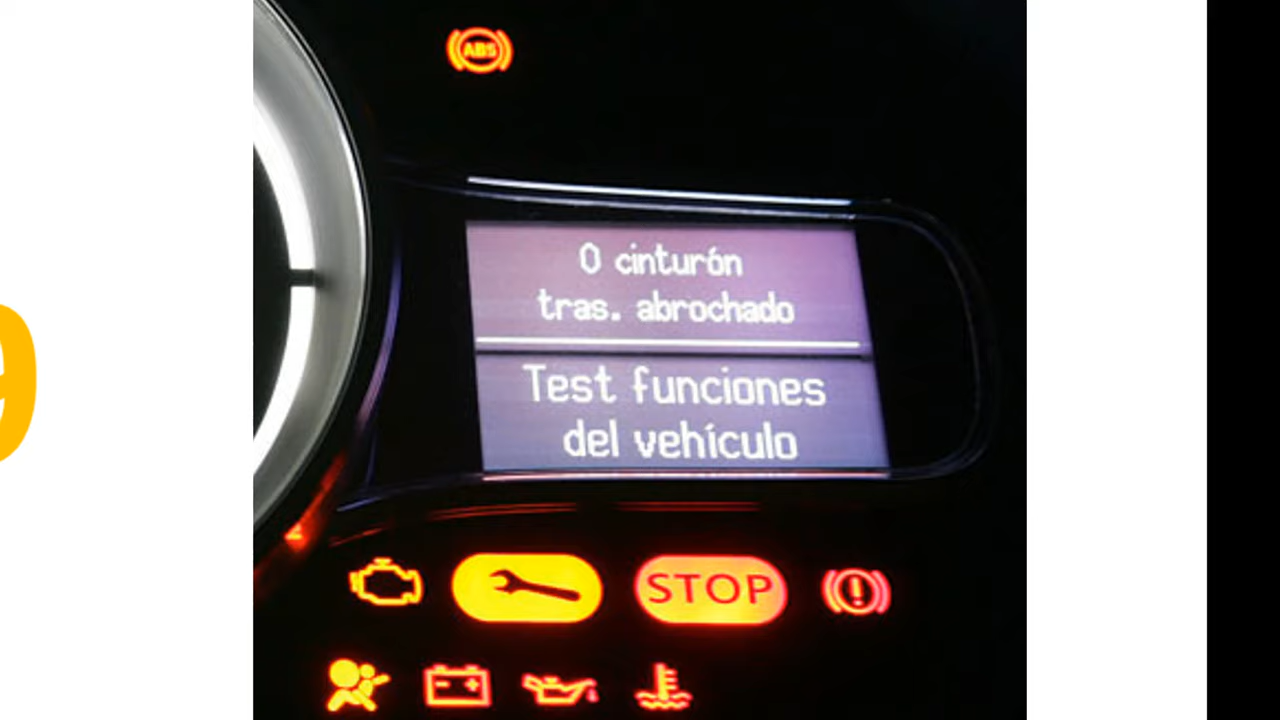 ABS
0 cinturón
tras. abrochado
Test funciones
del vehículo
STOP